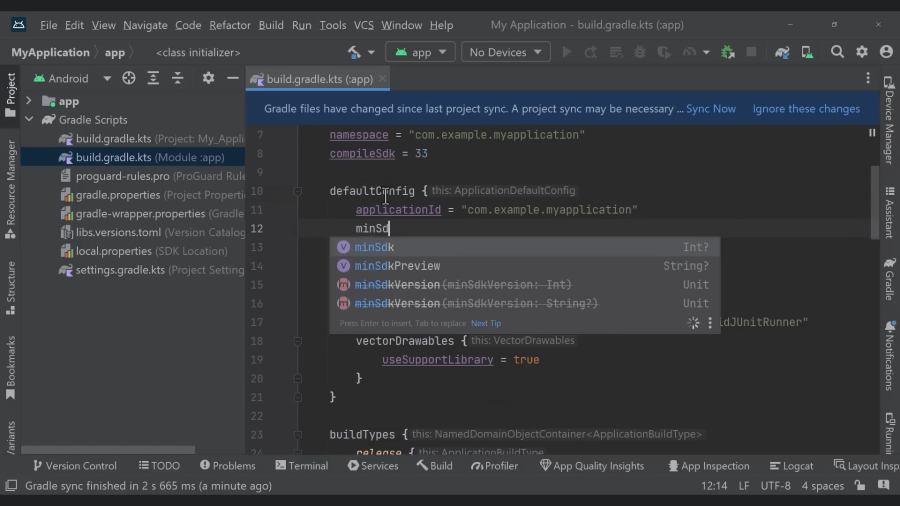 File Edit View Navigate Code Refactor Build Run Tools VCS Window Help My Application - build.gradle.kts (:app)
MyApplication app <class initializer> app No Devices
Project
Android
build.gradle.kts (:app)
app
Gradle Scripts
build.gradle.kts (Project: My_Appli
build.gradle.kts (Module :app)
proguard-rules.pro (ProGuard Rule
gradle.properties (Project Properti
gradle-wrapper.properties (Gradle
libs.versions.toml (Gradle
local.properties (SDK Location)
settings.gradle.kts (Project Setting
Resource Manager
Structure
Bookmarks
Variants
Gradle files have changed since last project sync. A project sync may be necessary ... Sync Now Ignore these changes
7 namespace = "com.example.myapplication"
8 compileSdk = 33
9
10 defaultConfig { this: ApplicationDefaultConfig
11 applicationId = "com.example.myapplication"
12 minSd
13 minSdk Int?
14 minSdkPreview String?
15 minSdkVersion(minSdkVersion: Int) Unit
16 minSdkVersion(minSdkVersion: String?) Unit
17 Press Enter to insert, Tab to replace Next Tip ldJUnitRunner"
18 vectorDrawables { this: VectorDrawables
19 useSupportLibrary = true
20 }
21 }
22
23 buildTypes { this: NamedDomainObjectContainer<ApplicationBuildType>
24 release { this: ApplicationBuildType
Device Manager
Assistant
Gradle
Notifications
Runnin
Version Control TODO Problems Terminal Services Build Profiler App Quality Insights App Inspection Logcat Layout Insp
Gradle sync finished in 2 s 665 ms (a minute ago) 12:14 LF UTF-8 4 spaces